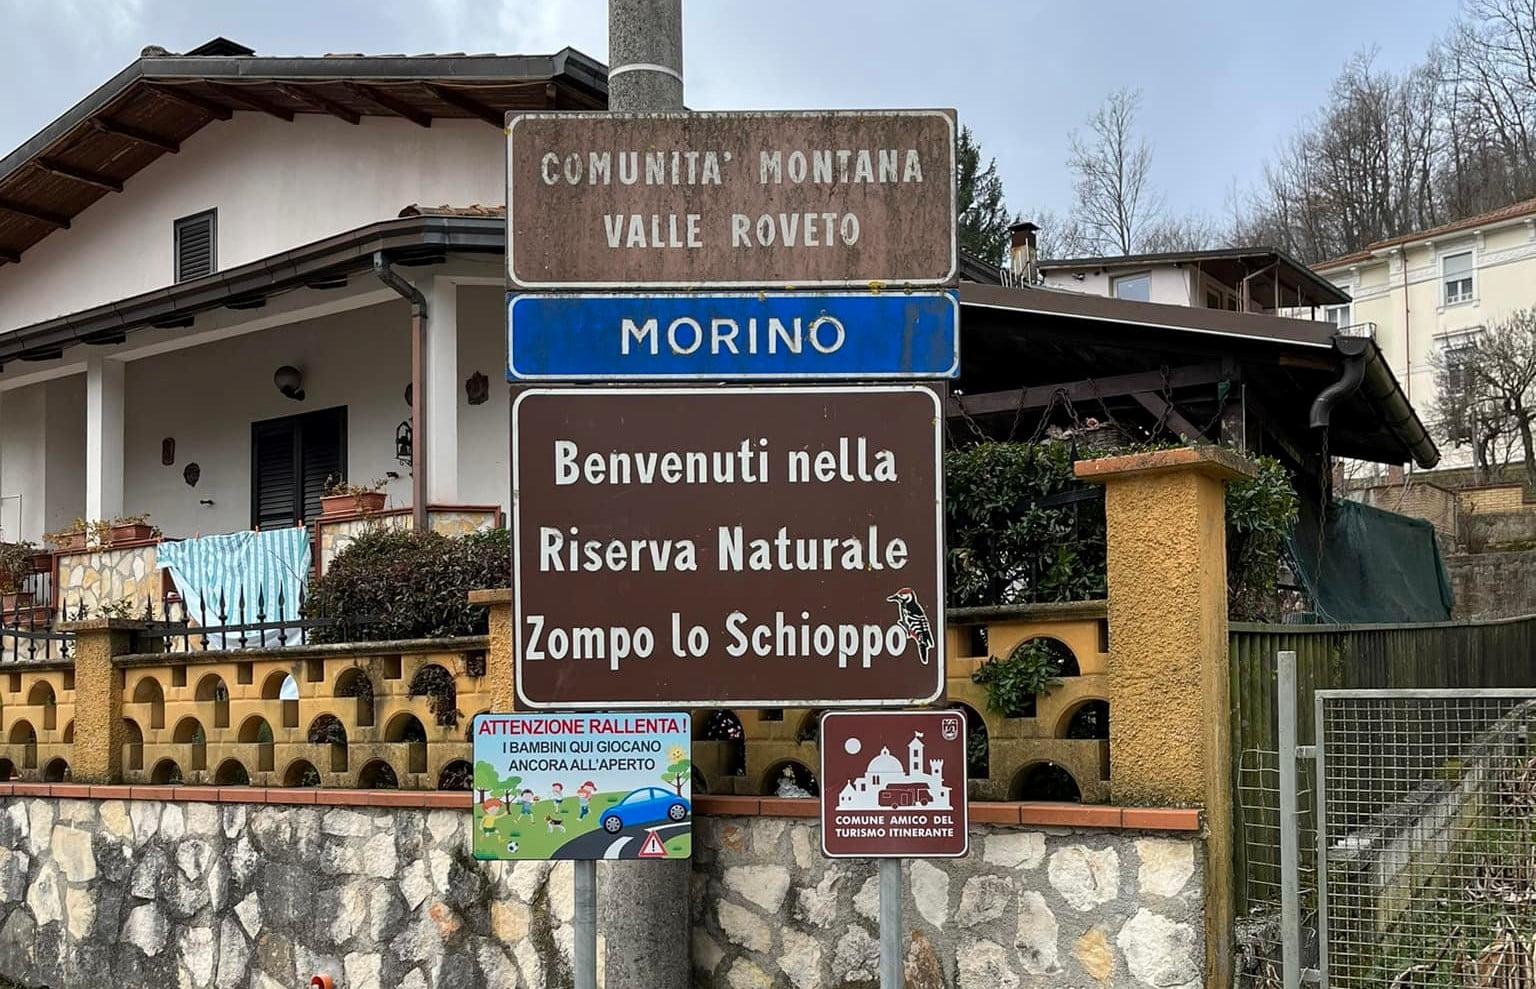 COMUNITA' MONTANA
VALLE ROVETO
MORINO
Benvenuti nella
Riserva Naturale
Zompo lo Schioppo
ATTENZIONE RALLENTA!
I BAMBINI QUI GIOCANO
ANCORA ALL'APERTO
COMUNE AMICO DEL
TURISMO ITINERANTE